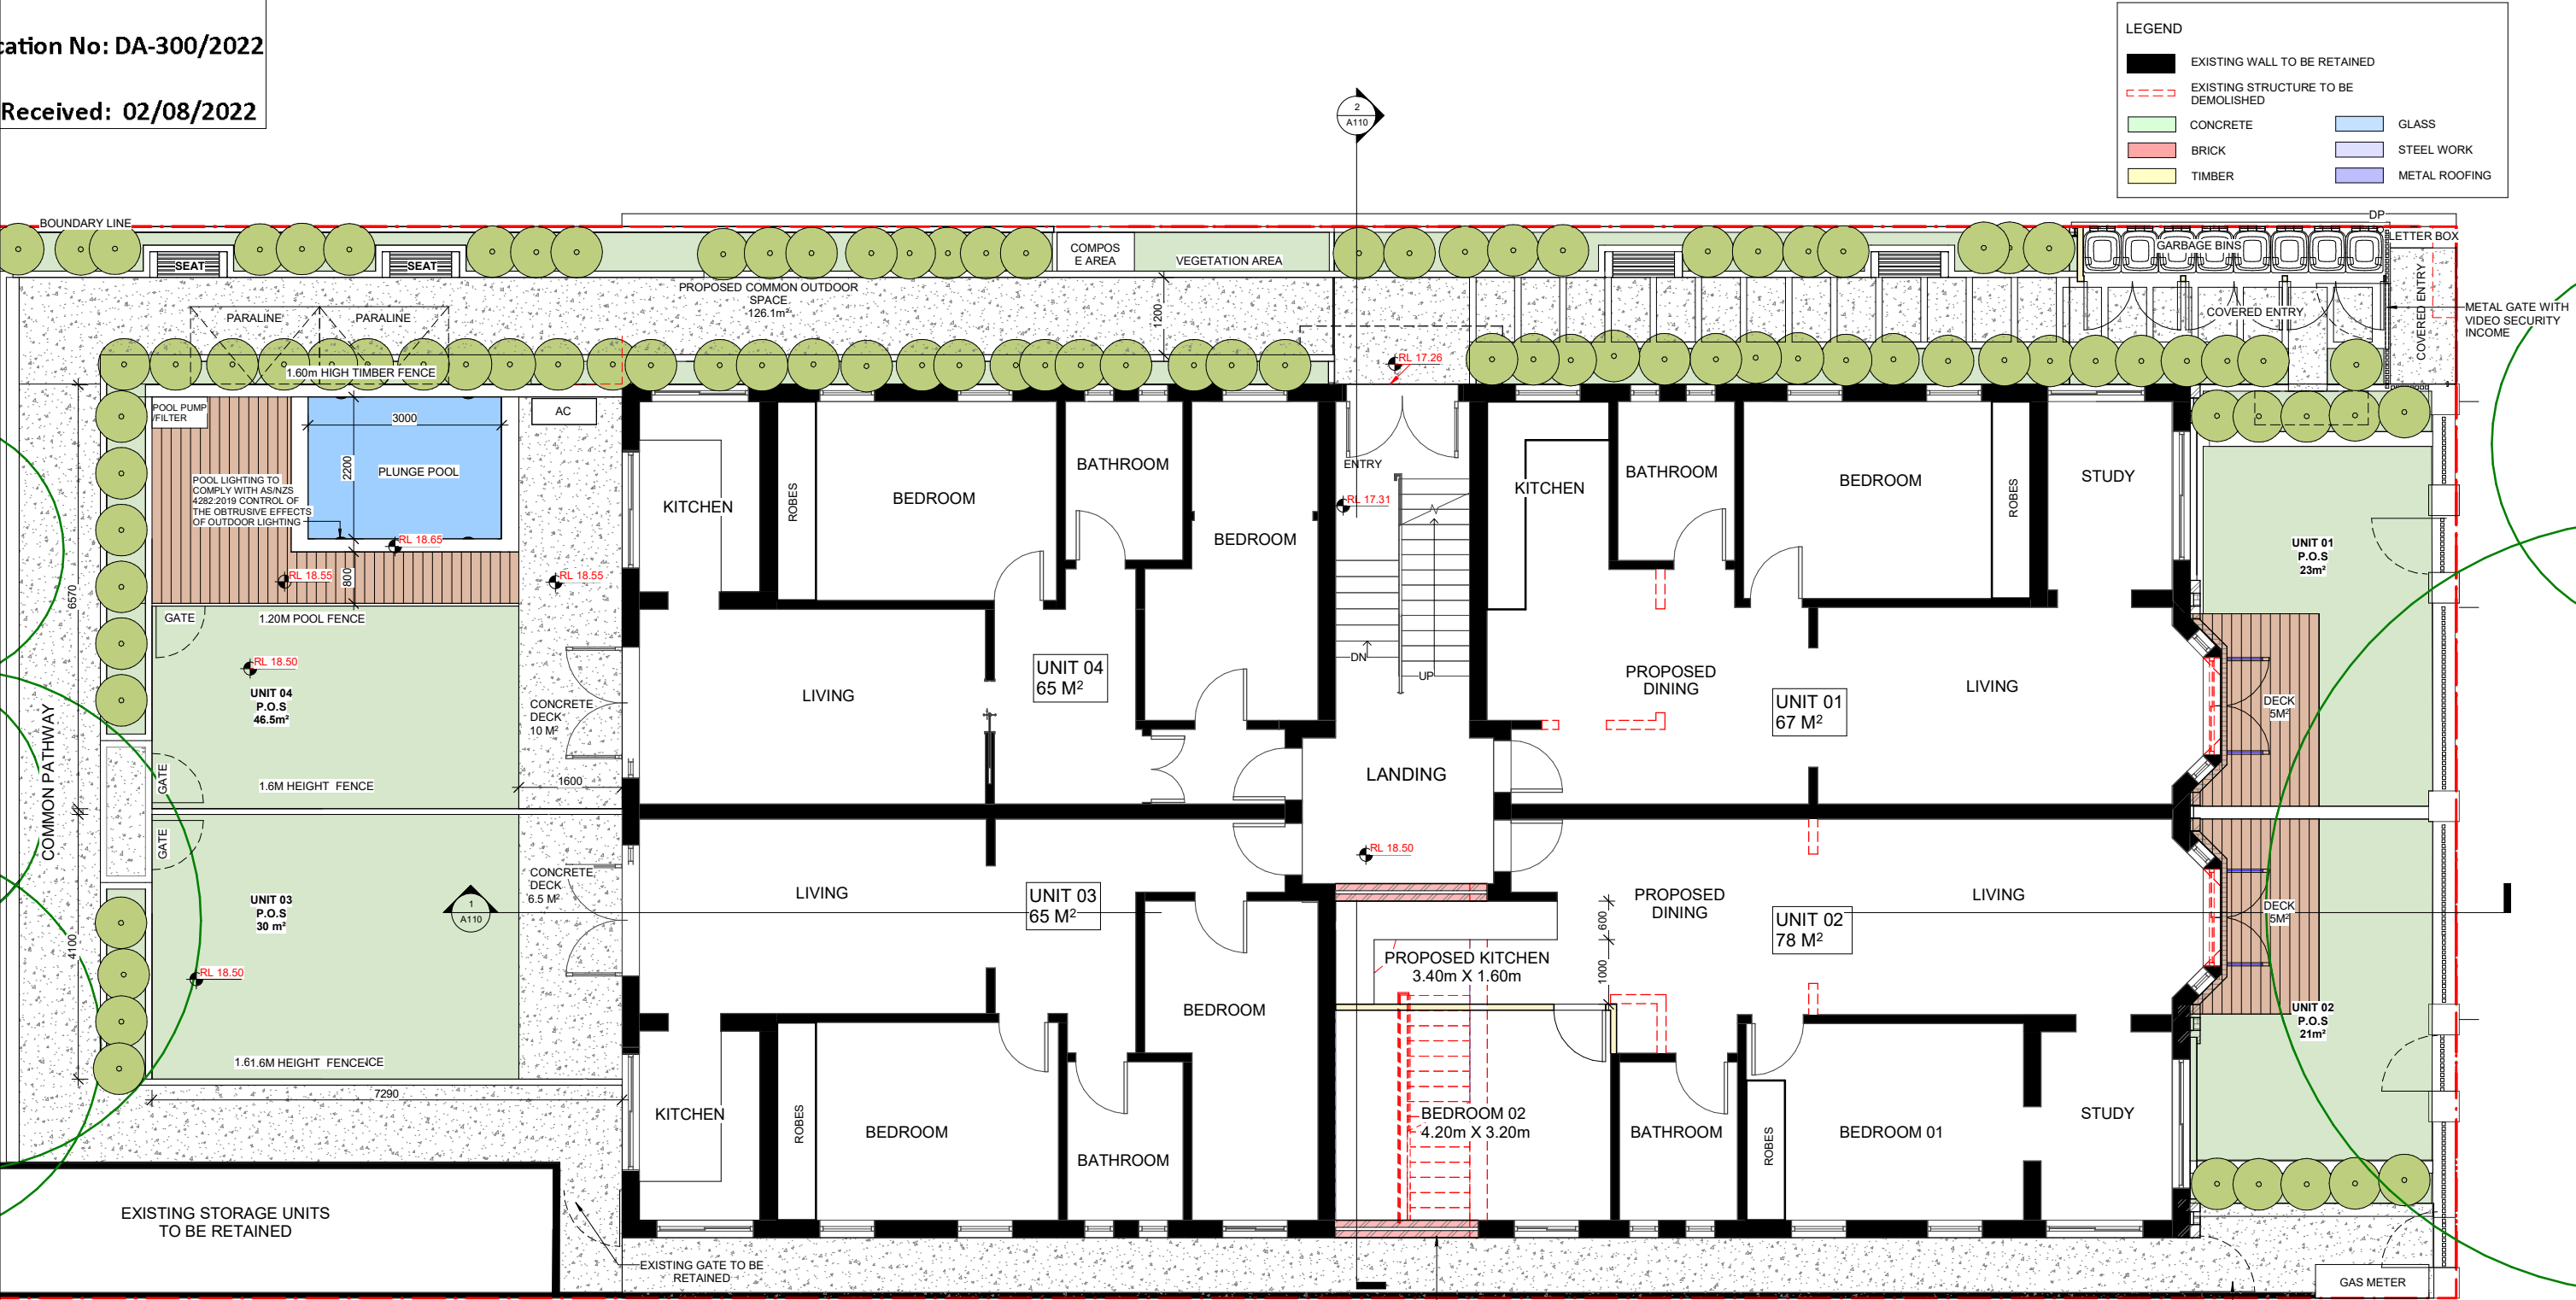 cation No: DA-300/2022
Received: 02/08/2022
LEGEND
EXISTING WALL TO BE RETAINED
EXISTING STRUCTURE TO BE
DEMOLISHED
CONCRETE
GLASS
BRICK
STEEL WORK
TIMBER
METAL ROOFING
2
A110
BOUNDARY LINE
DP
SEAT
SEAT
COMPOS
E AREA
VEGETATION AREA
GARBAGE BINS
LETTER BOX
COVERED ENTRY
COVERED ENTRY
METAL GATE WITH
VIDEO SECURITY
INCOME
PROPOSED COMMON OUTDOOR
SPACE
126.1m²
1200
PARALINE
PARALINE
1.60m HIGH TIMBER FENCE
RL 17.26
POOL PUMP
/FILTER
3000
2200
PLUNGE POOL
AC
POOL LIGHTING TO
COMPLY WITH AS/NZS
4282:2019 CONTROL OF
THE OBTRUSIVE EFFECTS
OF OUTDOOR LIGHTING
RL 18.65
RL 18.55
800
RL 18.55
6570
GATE
1.20M POOL FENCE
RL 18.50
UNIT 04
P.O.S
46.5m²
CONCRETE
DECK
10 M²
COMMON PATHWAY
GATE
1.6M HEIGHT FENCE
1600
KITCHEN
ROBES
BEDROOM
BATHROOM
BEDROOM
ENTRY
RL 17.31
DN
UP
LIVING
UNIT 04
65 M²
LANDING
RL 18.50
KITCHEN
BATHROOM
BEDROOM
ROBES
STUDY
PROPOSED
DINING
UNIT 01
67 M²
LIVING
DECK
5M²
UNIT 01
P.O.S
23m²
GATE
UNIT 03
P.O.S
30 m²
1
A110
CONCRETE
DECK
6.5 M²
4100
RL 18.50
1.61.6M HEIGHT FENCENCE
7290
LIVING
UNIT 03
65 M²
BEDROOM
KITCHEN
ROBES
BEDROOM
BATHROOM
PROPOSED KITCHEN
3.40m X 1.60m
600
1000
PROPOSED
DINING
UNIT 02
78 M²
LIVING
DECK
5M²
UNIT 02
P.O.S
21m²
BEDROOM 02
4.20m X 3.20m
BATHROOM
ROBES
BEDROOM 01
STUDY
EXISTING STORAGE UNITS
TO BE RETAINED
EXISTING GATE TO BE
RETAINED
GAS METER